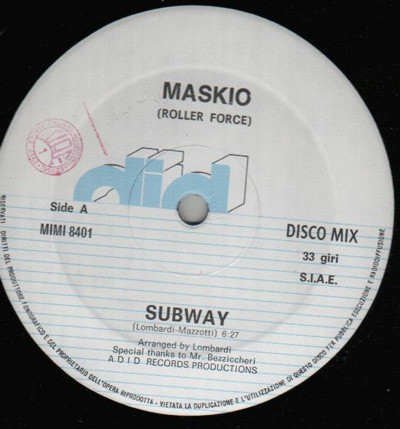 MASKIO
(ROLLER FORCE)
did
Side A
MIMI 8401
DISCO MIX
33 giri
S.I.A.E.
SUBWAY
(Lombardi-Mazzotti) 6:27
Arranged by Lombardi
Special thanks to Mr. Bezziccheri
A D I D RECORDS PRODUCTIONS
RISERVATI I DIRITTI DEL PRODUTTORE FONOGRAFICO E DEL PROPRIETARIO DELL'OPERA RIPRODOTTA - VIETATA LA DUPLICAZIONE E L'UTILIZZAZIONE DI QUESTO DISCO PER PUBBLICA ESECUZIONE E RADIODIFFUSIONE